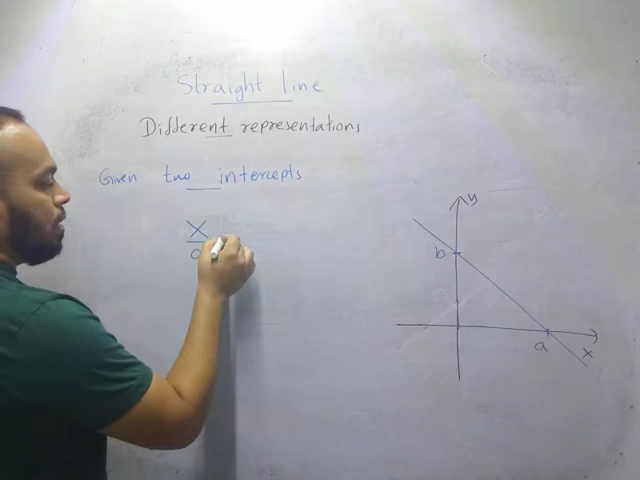 Straight line
Different representations
Given two intercepts
X
a
y
b
a
x